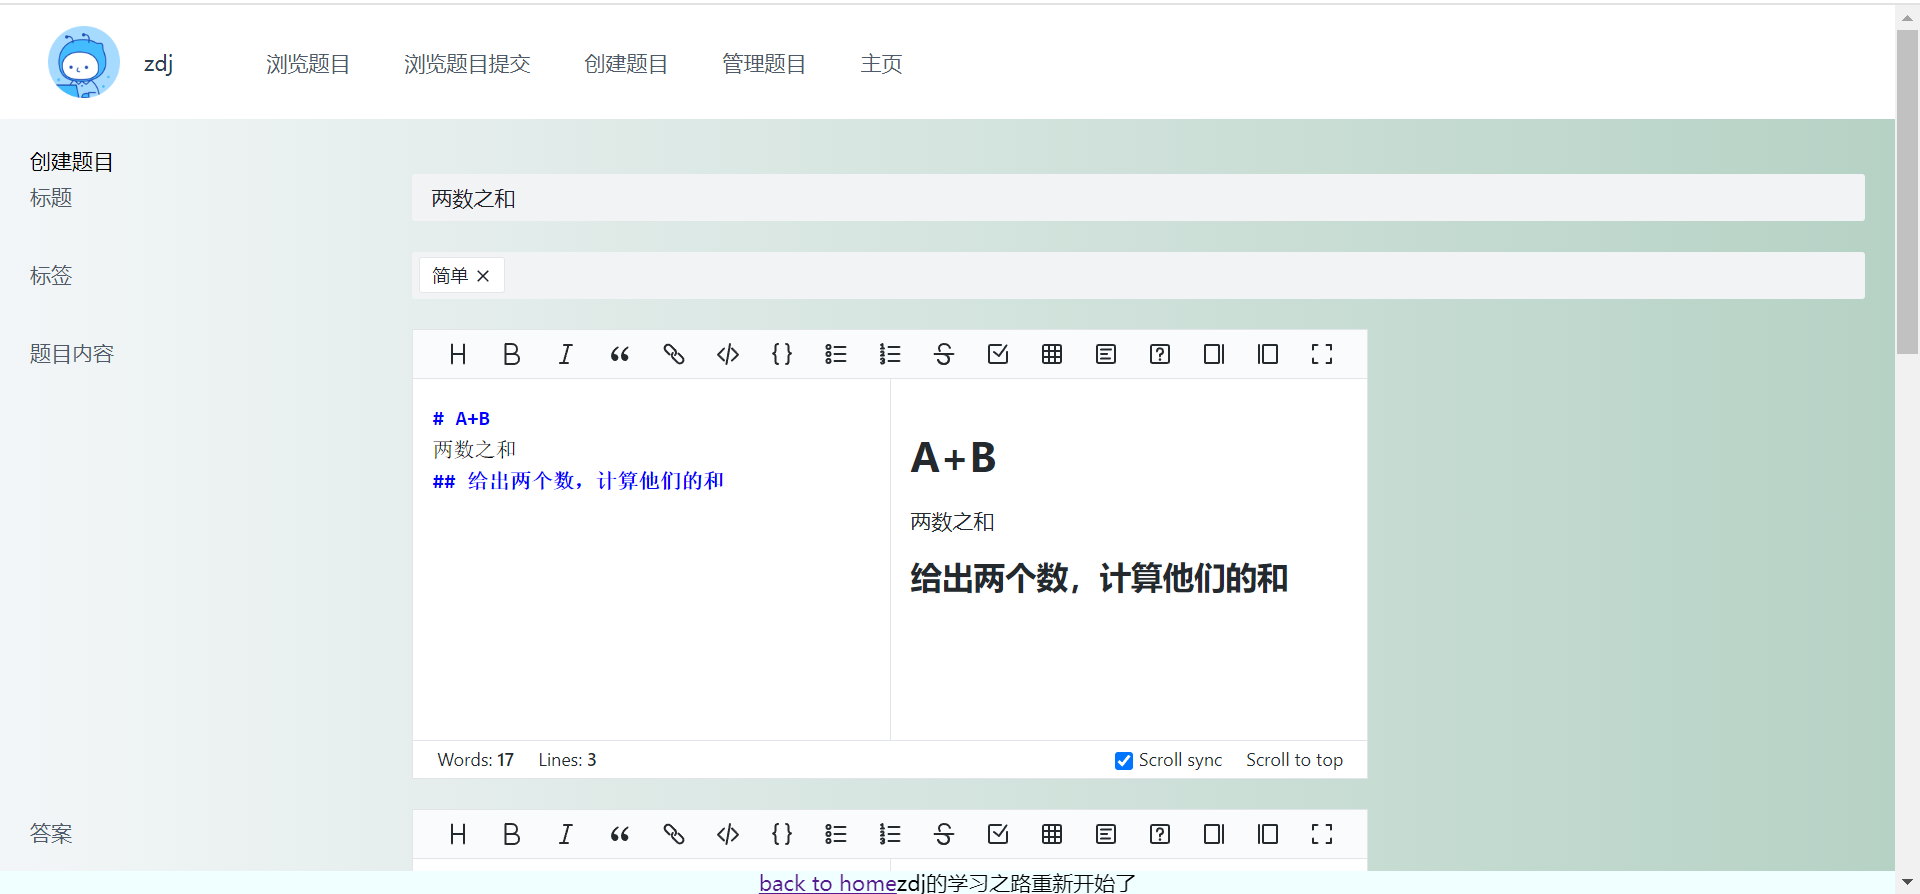 zdj 浏览题目 浏览题目提交 创建题目 管理题目 主页
创建题目
标题 两数之和
标签 简单
题目内容
# A+B
两数之和
## 给出两个数，计算他们的和
A+B
两数之和
给出两个数，计算他们的和
Words: 17 Lines: 3 Scroll sync Scroll to top
答案
back to homezdj的学习之路重新开始了